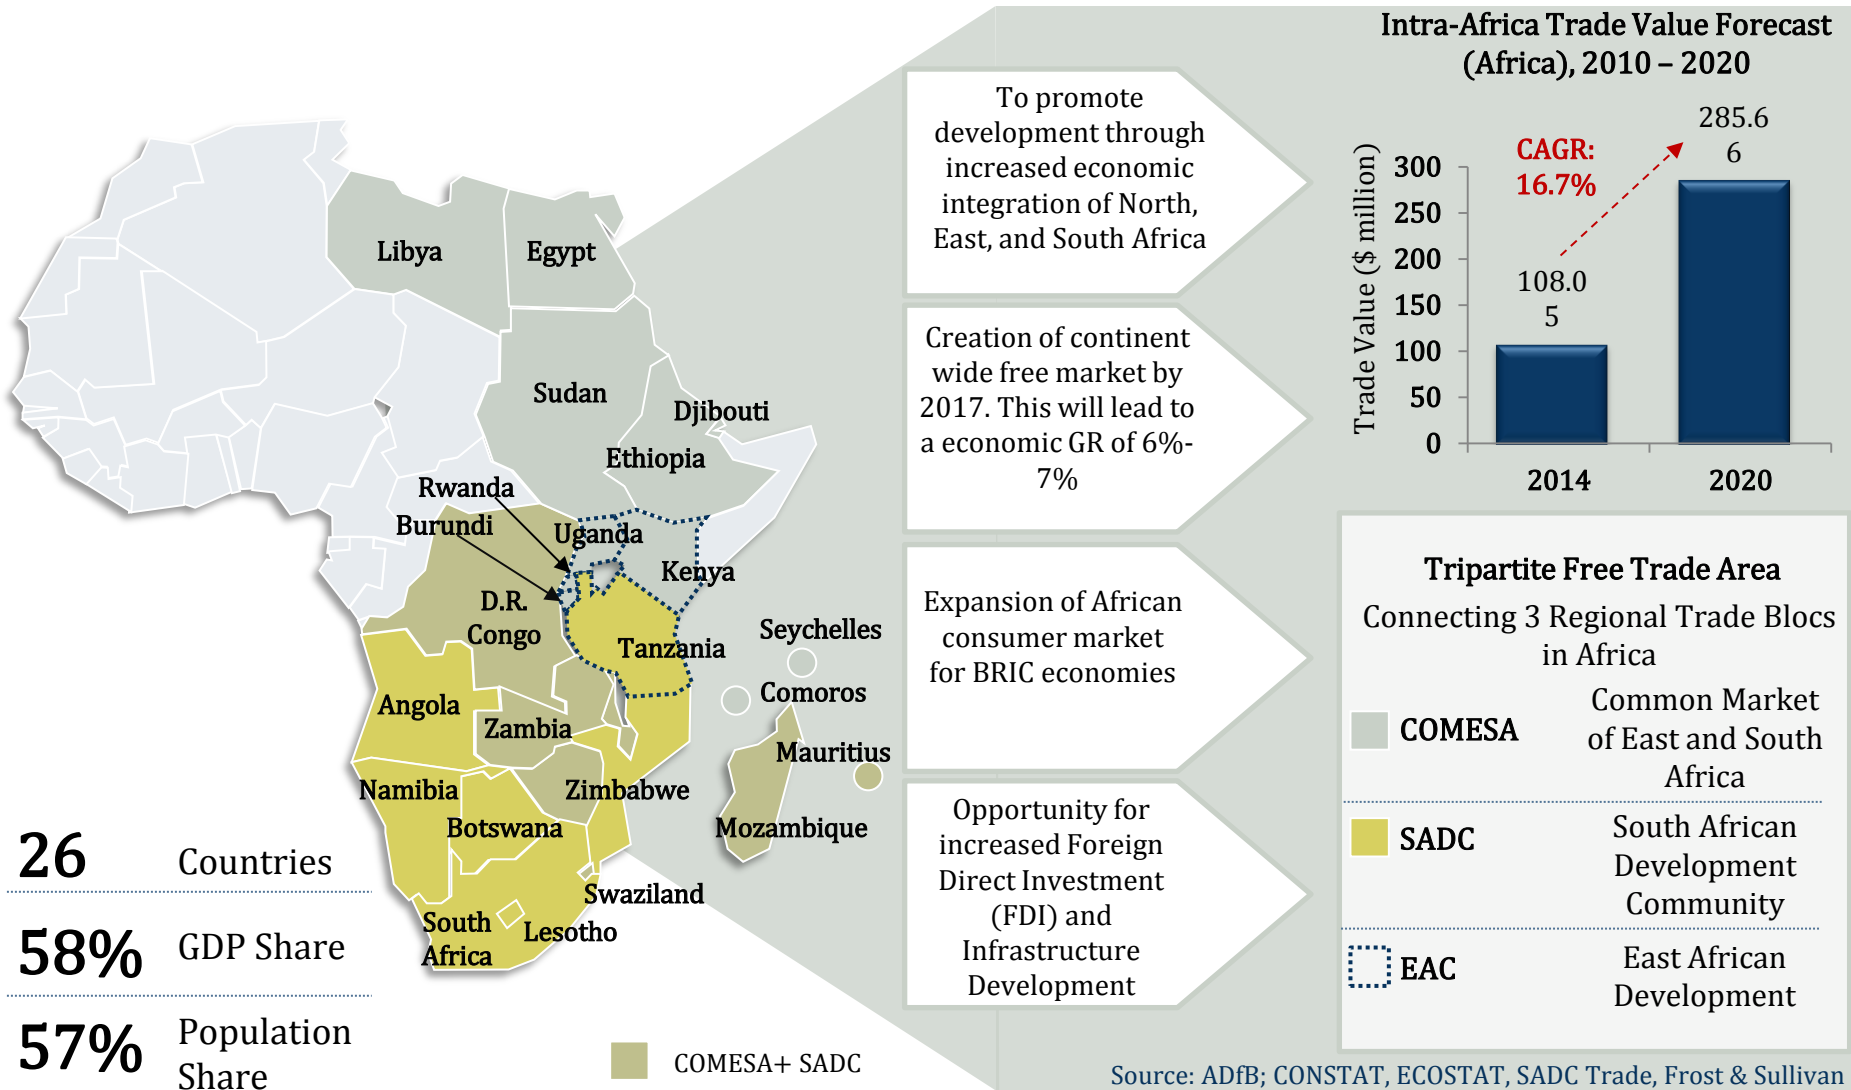 Intra-Africa Trade Value Forecast
(Africa), 2010 – 2020
Trade Value ($ million)
300
250
200
150
100
50
0
CAGR:
16.7%
108.0
5
285.6
6
2014
2020
To promote
development through
increased economic
integration of North,
East, and South Africa
Creation of continent
wide free market by
2017. This will lead to
a economic GR of 6%-
7%
Expansion of African
consumer market
for BRIC economies
Opportunity for
increased Foreign
Direct Investment
(FDI) and
Infrastructure
Development
Libya
Egypt
Sudan
Djibouti
Ethiopia
Rwanda
Burundi
Uganda
Kenya
D.R.
Congo
Tanzania
Seychelles
Comoros
Angola
Zambia
Mauritius
Namibia
Zimbabwe
Botswana
Mozambique
Swaziland
South
Africa
Lesotho
26 Countries
58% GDP Share
57% Population
Share
COMESA+ SADC
Tripartite Free Trade Area
Connecting 3 Regional Trade Blocs
in Africa
COMESA
Common Market
of East and South
Africa
SADC
South African
Development
Community
EAC
East African
Development
Source: ADfB; CONSTAT, ECOSTAT, SADC Trade, Frost & Sullivan